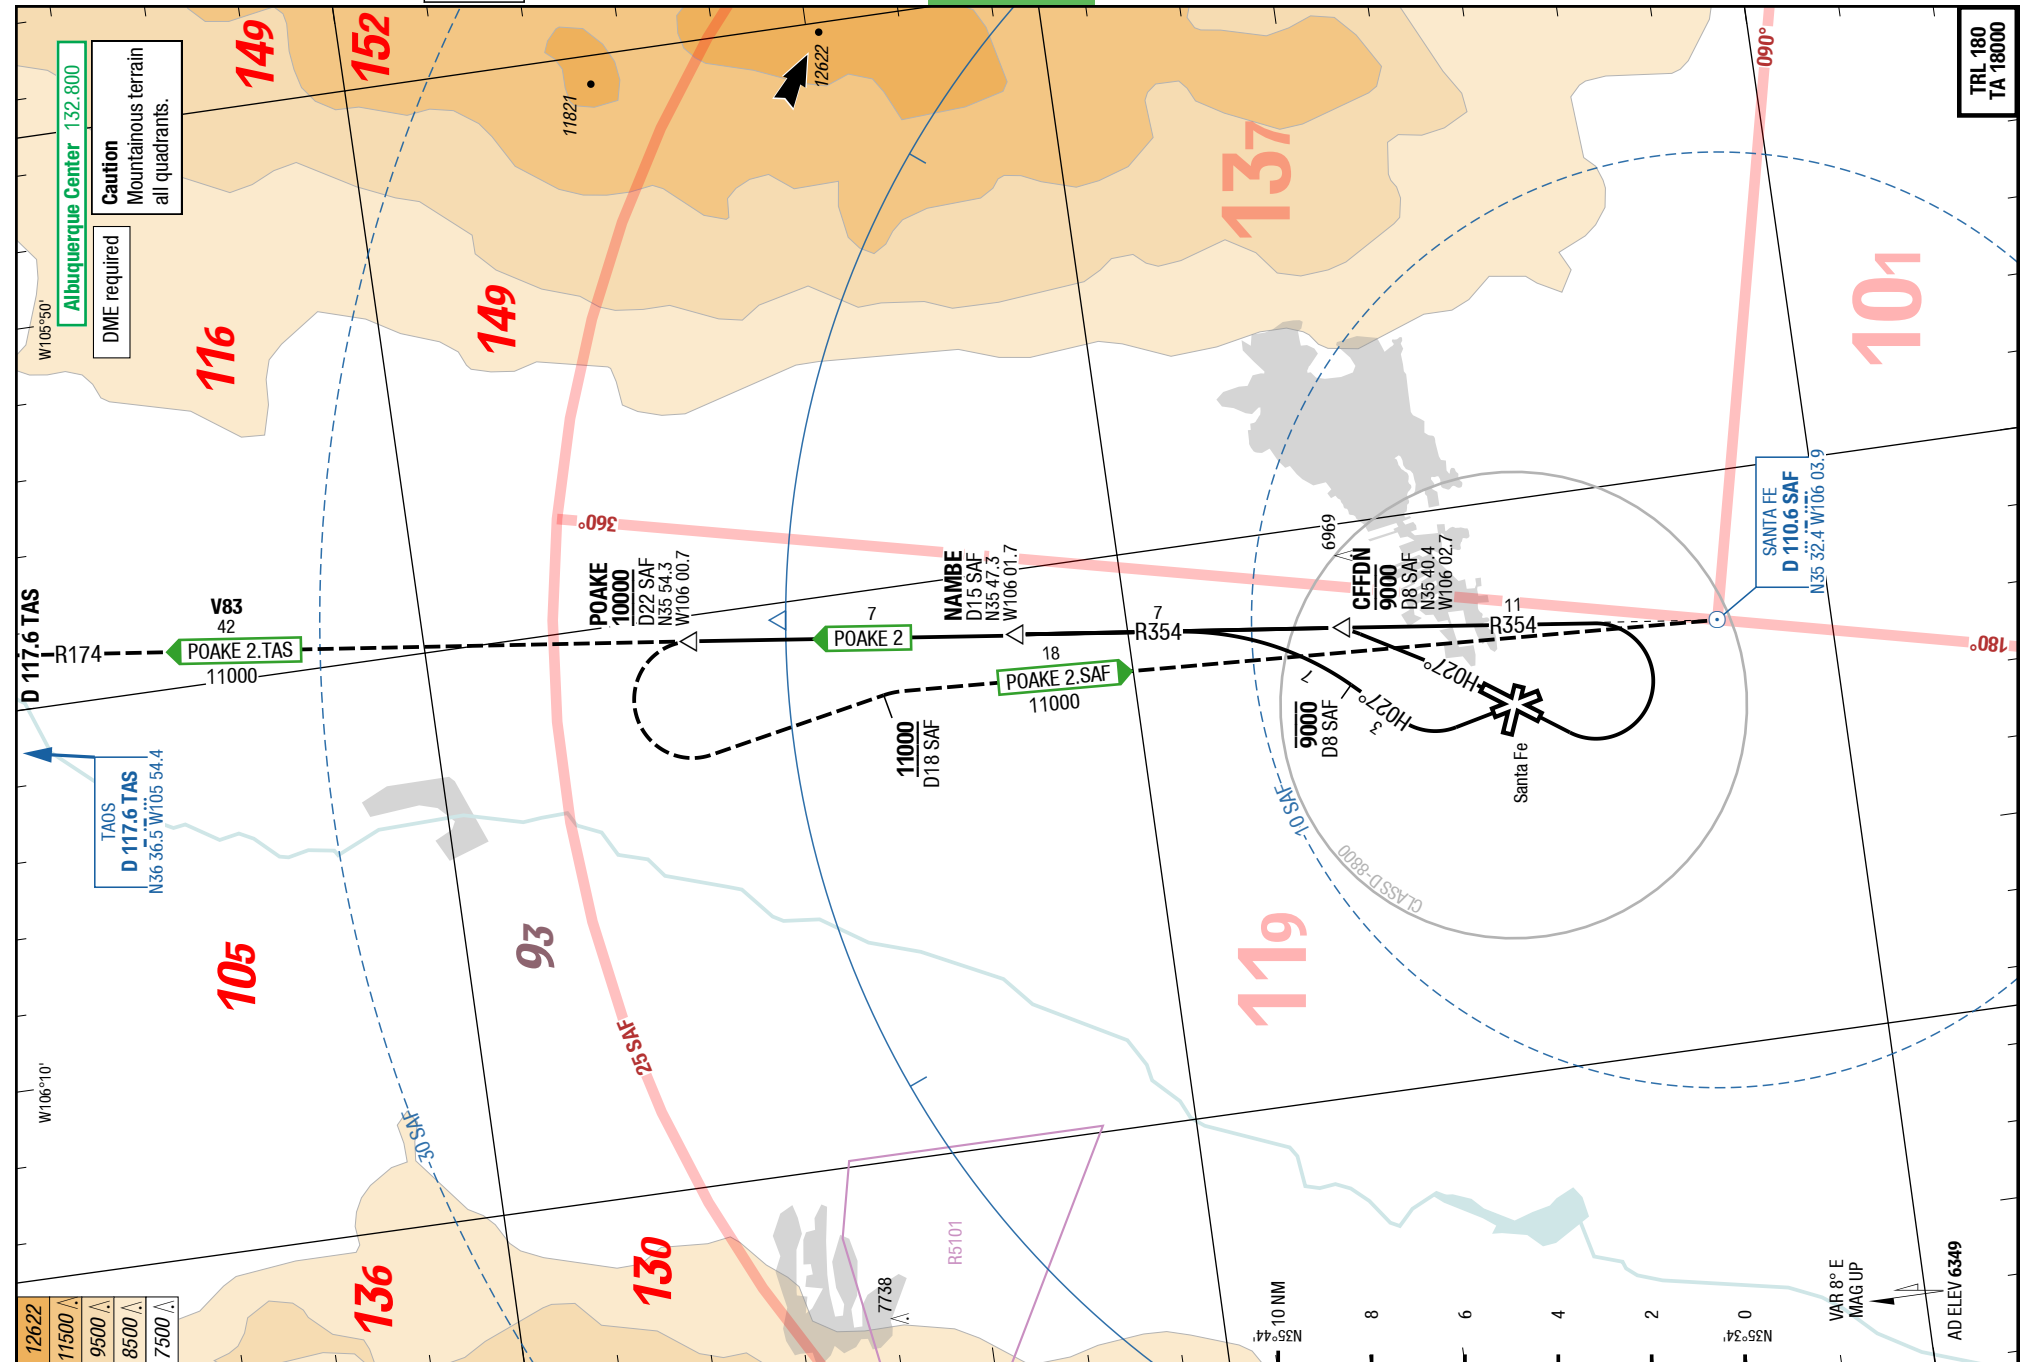 149
152
Albuquerque Center 132.800
Caution
Mountainous terrain
all quadrants.
DME required
W105°50'
116
149
11821
12622
137
090°
TRL 180
TA 18000
101
360°
180°
D 117.6 TAS
R174
V83
42
POAKE 2.TAS
11000
POAKE
10000
D22 SAF
N35 54.3
W106 00.7
7
POAKE 2
NAMBE
D15 SAF
N35 47.3
W106 01.7
7
R354
18
POAKE 2.SAF
11000
11000
D18 SAF
6969
CFFDN
9000
D8 SAF
N35 40.4
W106 02.7
11
R354
H027°
7
9000
D8 SAF
H027°
3
Santa Fe
SANTA FE
D 110.6 SAF
N35 32.4 W106 03.9
TAOS
D 117.6 TAS
N36 36.5 W105 54.4
10 SAF
CLASS D-8800
105
93
119
25 SAF
W106°10'
30 SAF
136
130
R5101
7738
12622
11500
9500
8500
7500
10 NM
8
6
4
2
0
N35°44'
N35°34'
VAR 8° E
MAG UP
AD ELEV 6349